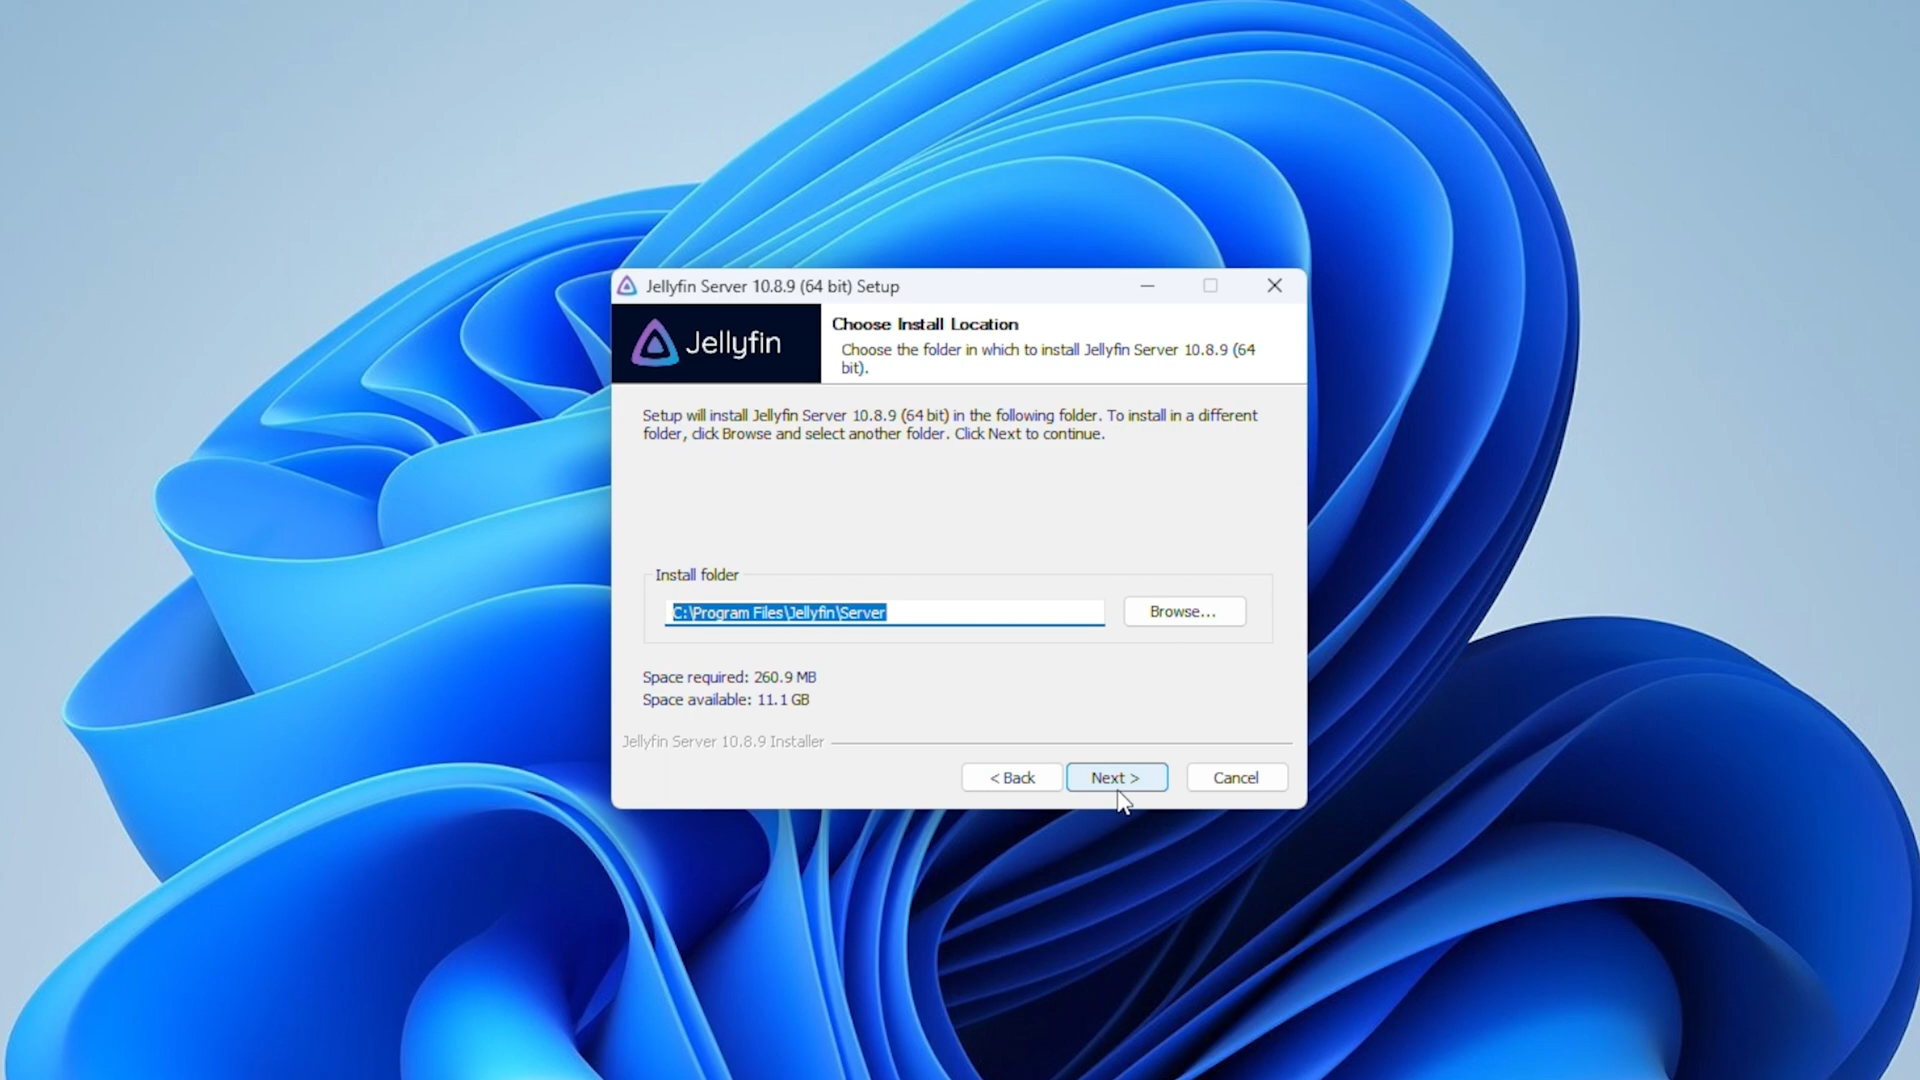 Jellyfin Server 10.8.9 (64 bit) Setup
Jellyfin
Choose Install Location
Choose the folder in which to install Jellyfin Server 10.8.9 (64
bit).
Setup will install Jellyfin Server 10.8.9 (64 bit) in the following folder. To install in a different
folder, click Browse and select another folder. Click Next to continue.
Install folder
C:\Program Files\Jellyfin\Server
Browse...
Space required: 260.9 MB
Space available: 11.1 GB
Jellyfin Server 10.8.9 Installer
< Back
Next >
Cancel